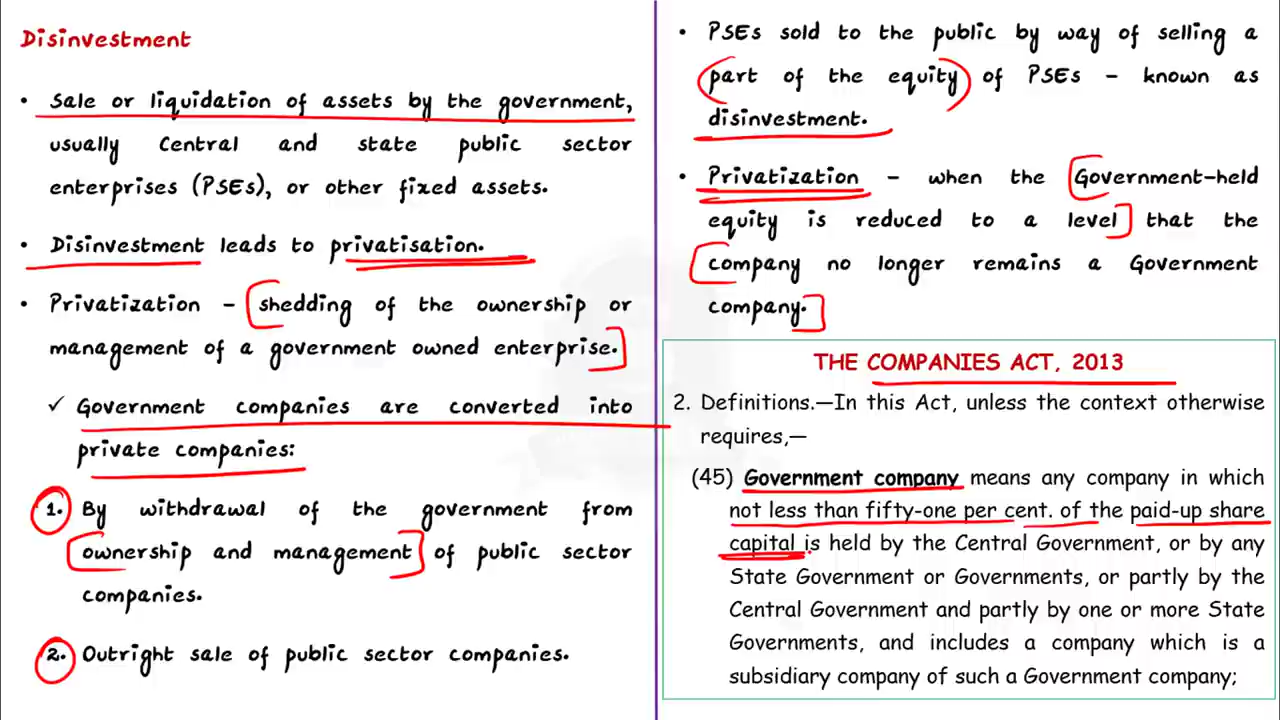 Disinvestment
• Sale or liquidation of assets by the government,
usually Central and state public sector
enterprises (PSEs), or other fixed assets.
• Disinvestment leads to privatisation.
• Privatization – shedding of the ownership or
management of a government owned enterprise.
✓ Government companies are converted into
private companies:
1. By withdrawal of the government from
ownership and management of public sector
companies.
2. Outright sale of public sector companies.
• PSEs sold to the public by way of selling a
part of the equity of PSEs – known as
disinvestment.
• Privatization – when the Government-held
equity is reduced to a level that the
company no longer remains a Government
company.
THE COMPANIES ACT, 2013
2. Definitions.—In this Act, unless the context otherwise
requires,—
(45) Government company means any company in which
not less than fifty-one per cent. of the paid-up share
capital is held by the Central Government, or by any
State Government or Governments, or partly by the
Central Government and partly by one or more State
Governments, and includes a company which is a
subsidiary company of such a Government company;